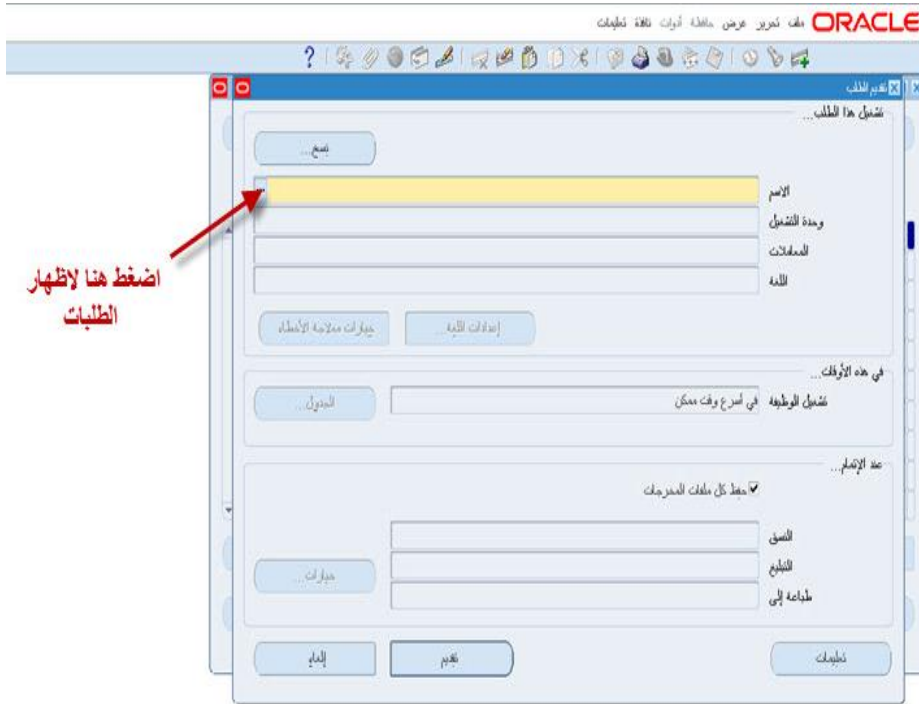 ORACLE
ملف تحرير عرض حافظة أدوات نافذة تعليمات
تقديم الطلب
تشغيل هذا الطلب...
نسخ...
الاسم
وحدة التشغيل
المعاملات
اللغة
إعدادات اللغة...
خيارات معالجة الأخطاء
في هذه الأوقات...
تشغيل الوظيفة
في أسرع وقت ممكن
الجدول...
عند الإتمام...
حفظ كل ملفات المخرجات
النسق
التبليغ
خيارات...
طباعة إلى
تعليمات
تقديم
إلغاء
اضغط هنا لاظهار
الطلبات